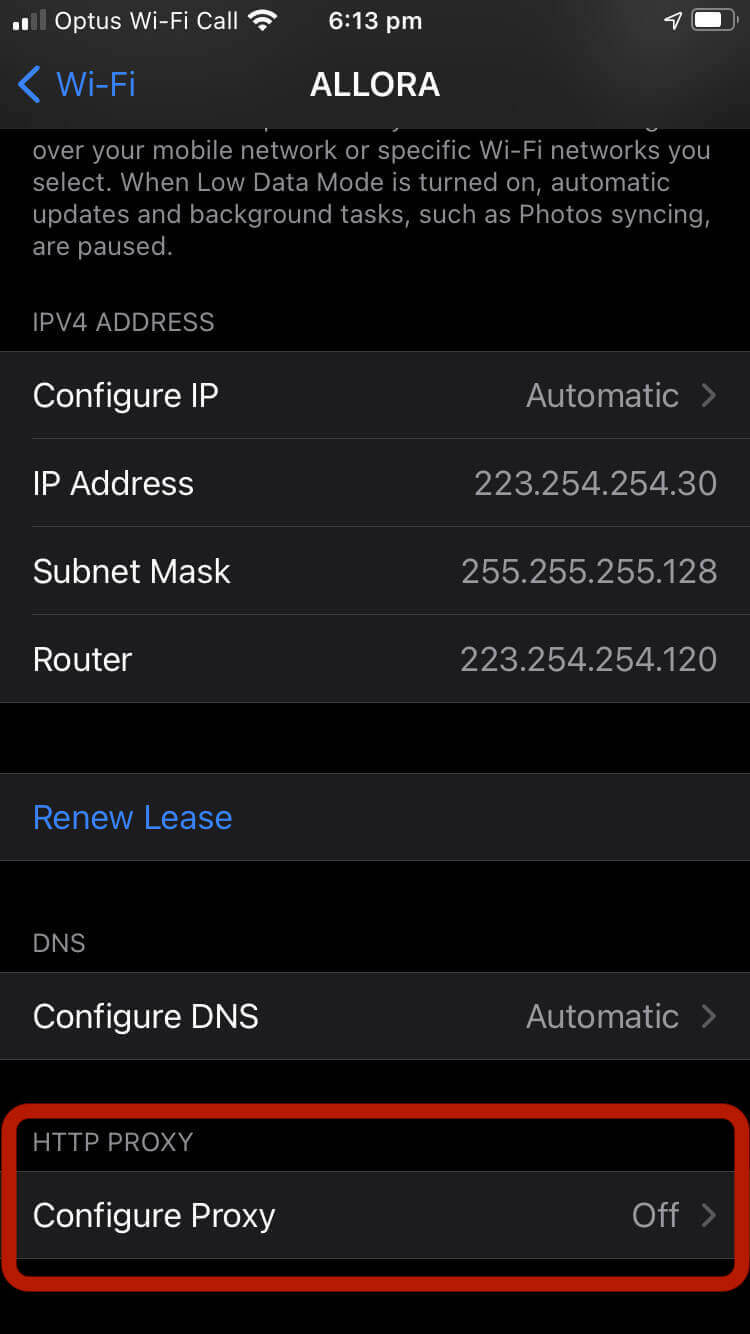 Optus Wi-Fi Call 6:13 pm
Wi-Fi ALLORA
over your mobile network or specific Wi-Fi networks you
select. When Low Data Mode is turned on, automatic
updates and background tasks, such as Photos syncing,
are paused.
IPV4 ADDRESS
Configure IP Automatic
IP Address 223.254.254.30
Subnet Mask 255.255.255.128
Router 223.254.254.120
Renew Lease
DNS
Configure DNS Automatic
HTTP PROXY
Configure Proxy Off